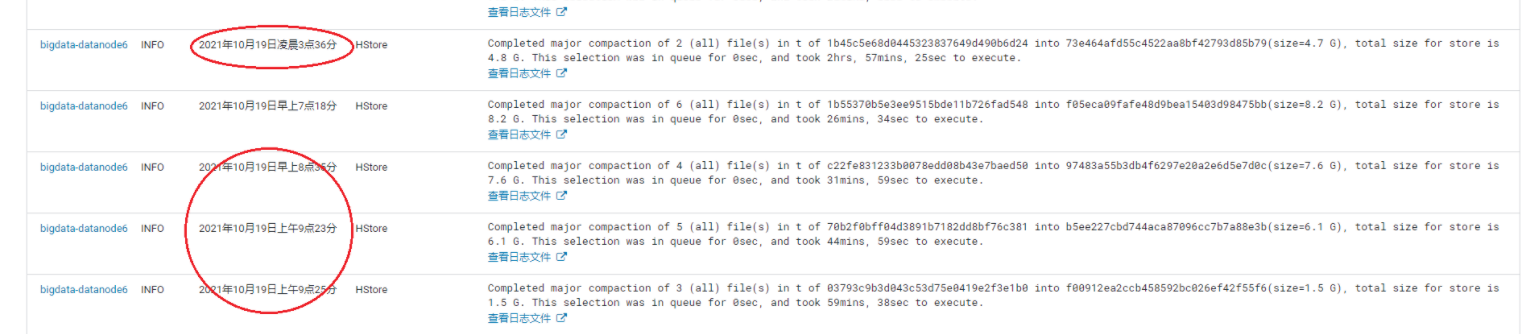 查看日志文件
bigdata-datanode6 INFO 2021年10月19日凌晨3点36分 HStore Completed major compaction of 2 (all) file(s) in t of 1b45c5e68d0445323837649d490b6d24 into 73e464afd55c4522aa8bf42793d85b79(size=4.7 G), total size for store is
4.8 G. This selection was in queue for 0sec, and took 2hrs, 57mins, 25sec to execute.
查看日志文件
bigdata-datanode6 INFO 2021年10月19日早上7点18分 HStore Completed major compaction of 6 (all) file(s) in t of 1b55370b5e3ee9515bde11b726fad548 into f05eca09fafe48d9bea15403d98475bb(size=8.2 G), total size for store is
8.2 G. This selection was in queue for 0sec, and took 26mins, 34sec to execute.
查看日志文件
bigdata-datanode6 INFO 2021年10月19日早上8点35分 HStore Completed major compaction of 4 (all) file(s) in t of c22fe831233b0078edd08b43e7baed50 into 97483a55b3db4f6297e20a2e6d5e7d0c(size=7.6 G), total size for store is
7.6 G. This selection was in queue for 0sec, and took 31mins, 59sec to execute.
查看日志文件
bigdata-datanode6 INFO 2021年10月19日上午9点23分 HStore Completed major compaction of 5 (all) file(s) in t of 70b2f0bff04d3891b7182dd8bf76c381 into b5ee227cbd744aca87096cc7b7a88e3b(size=6.1 G), total size for store is
6.1 G. This selection was in queue for 0sec, and took 44mins, 59sec to execute.
查看日志文件
bigdata-datanode6 INFO 2021年10月19日上午9点25分 HStore Completed major compaction of 3 (all) file(s) in t of 03793c9b3d043c53d75e0419e2f3e1b0 into f00912ea2ccb458592bc026ef42f55f6(size=1.5 G), total size for store is
1.5 G. This selection was in queue for 0sec, and took 59mins, 38sec to execute.
查看日志文件